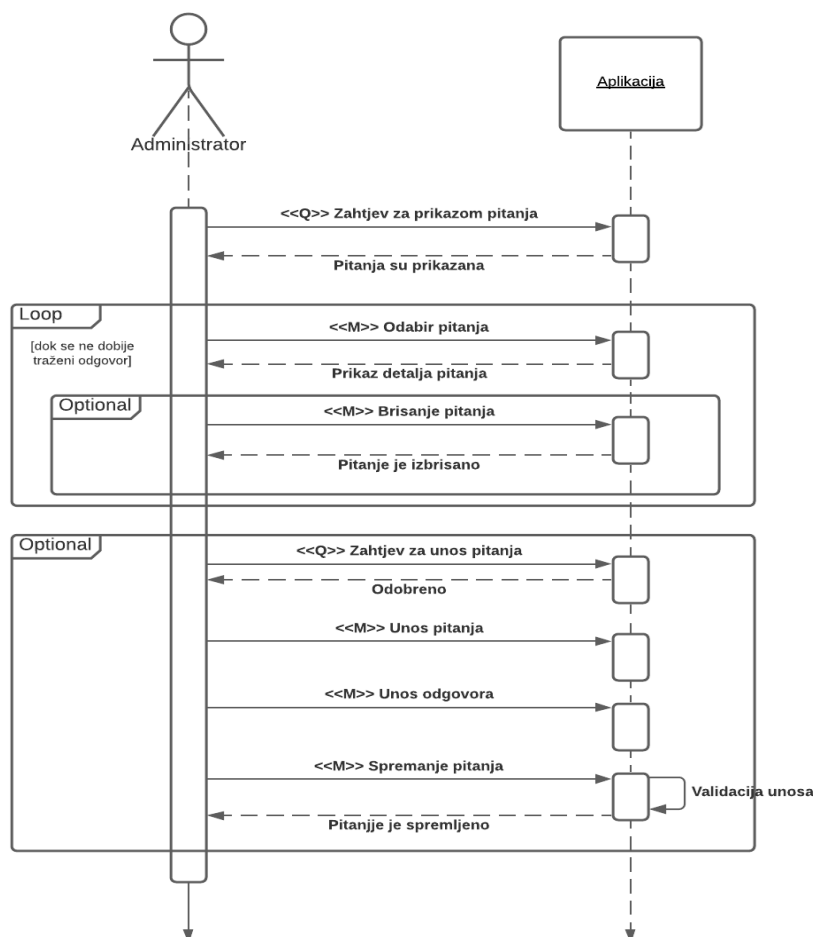 Aplikacija
Administrator
<<Q>> Zahtjev za prikazom pitanja
Pitanja su prikazana
Loop
[dok se ne dobije
traženi odgovor]
<<M>> Odabir pitanja
Prikaz detalja pitanja
Optional
<<M>> Brisanje pitanja
Pitanje je izbrisano
Optional
<<Q>> Zahtjev za unos pitanja
Odobreno
<<M>> Unos pitanja
<<M>> Unos odgovora
<<M>> Spremanje pitanja
Validacija unosa
Pitanjje je spremljeno